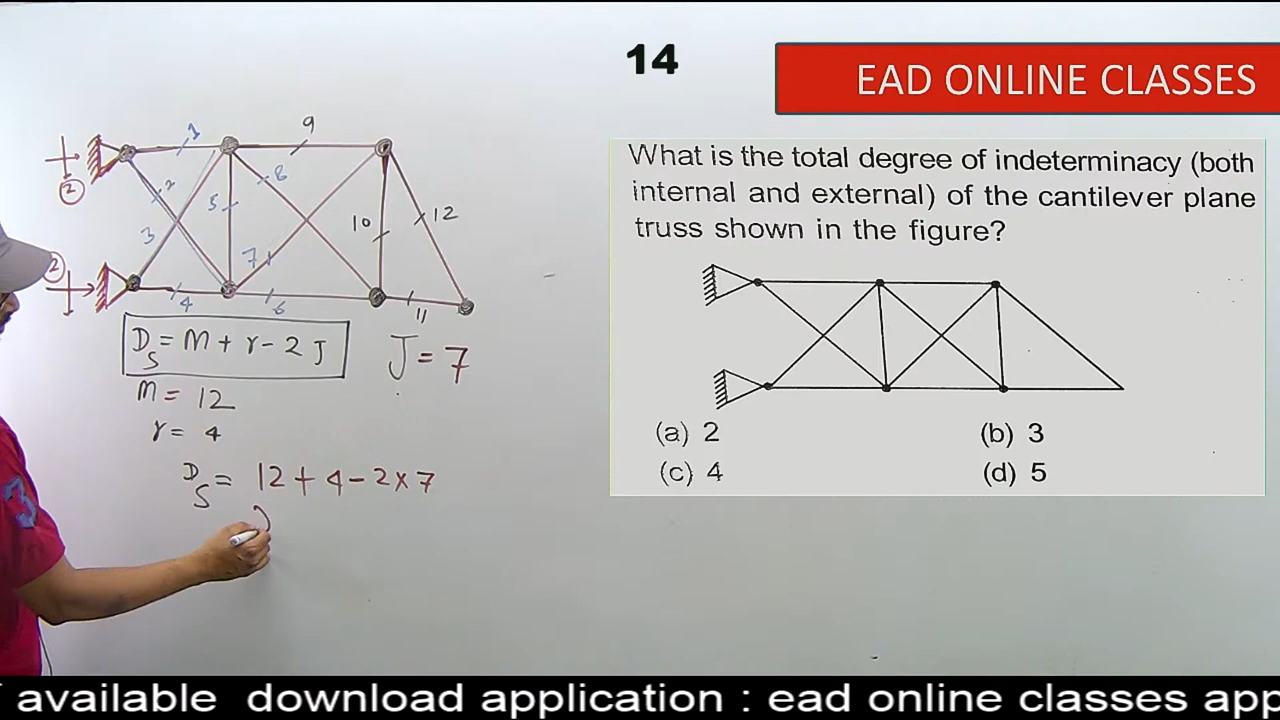 14
EAD ONLINE CLASSES
What is the total degree of indeterminacy (both
internal and external) of the cantilever plane
truss shown in the figure?
(a) 2
(b) 3
(c) 4
(d) 5
1
9
2
2
8
5
3
10
12
7
2
4
6
11
D_S = m + r - 2 J
J = 7
m = 12
r = 4
D_S = 12 + 4 - 2 × 7
3
available download application : ead online classes app